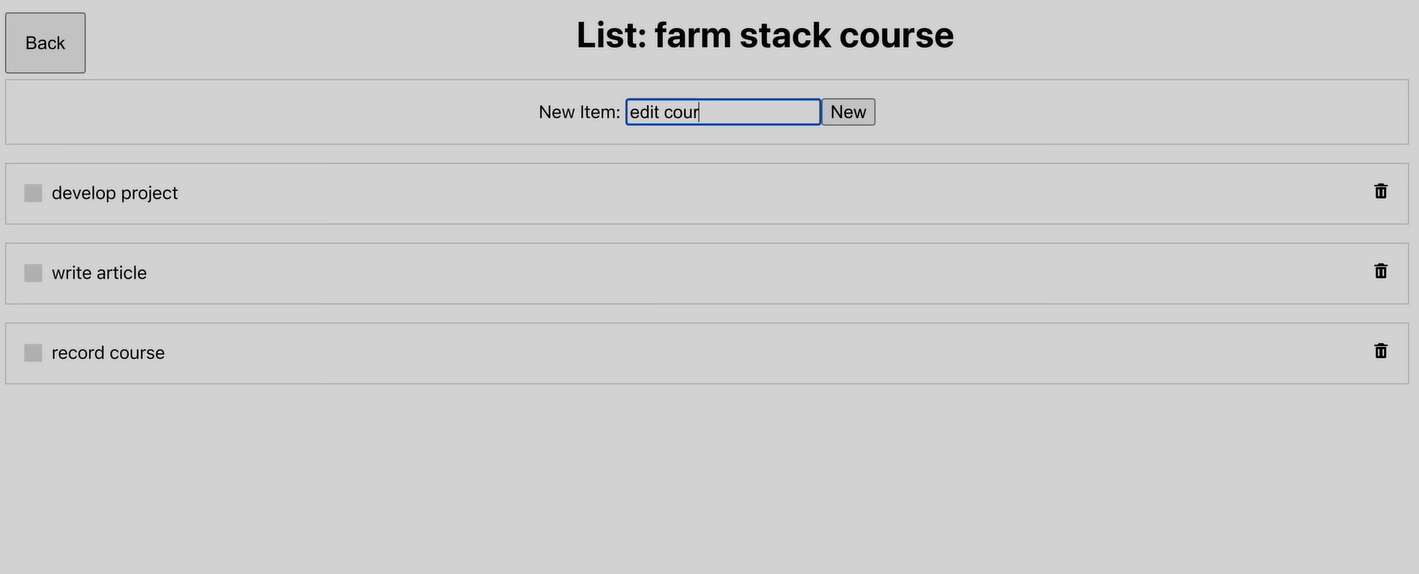 Back
List: farm stack course
New Item: edit cour New
develop project
write article
record course